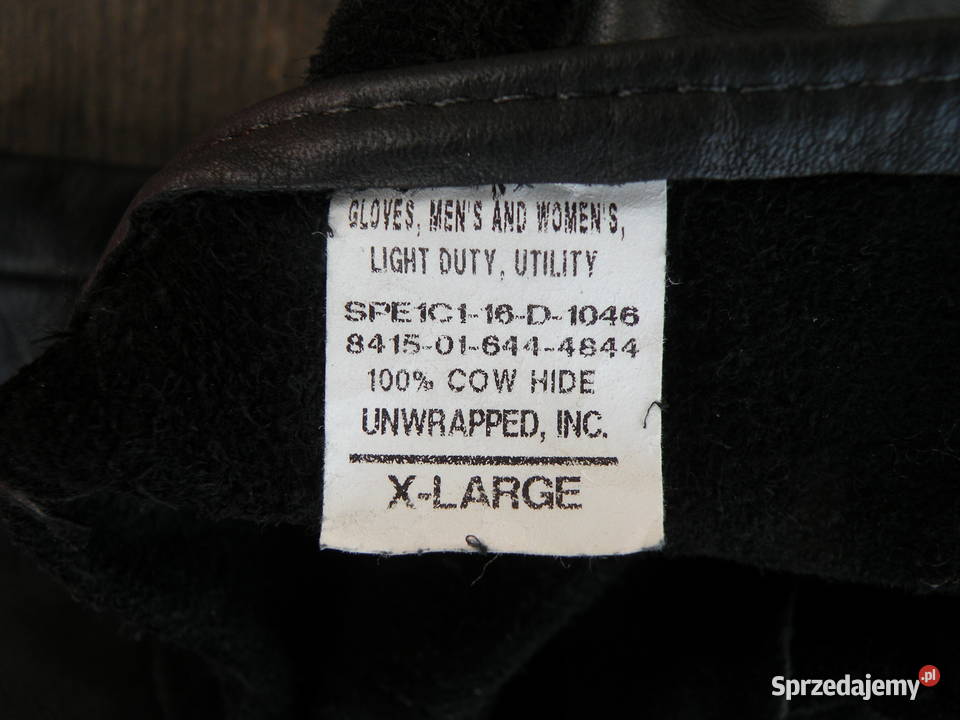 GLOVES, MEN'S AND WOMEN'S,
LIGHT DUTY, UTILITY
SPE1C1-16-D-1046
8415-01-644-4644
100% COW HIDE
UNWRAPPED, INC.
X-LARGE
Sprzedajemy.pl